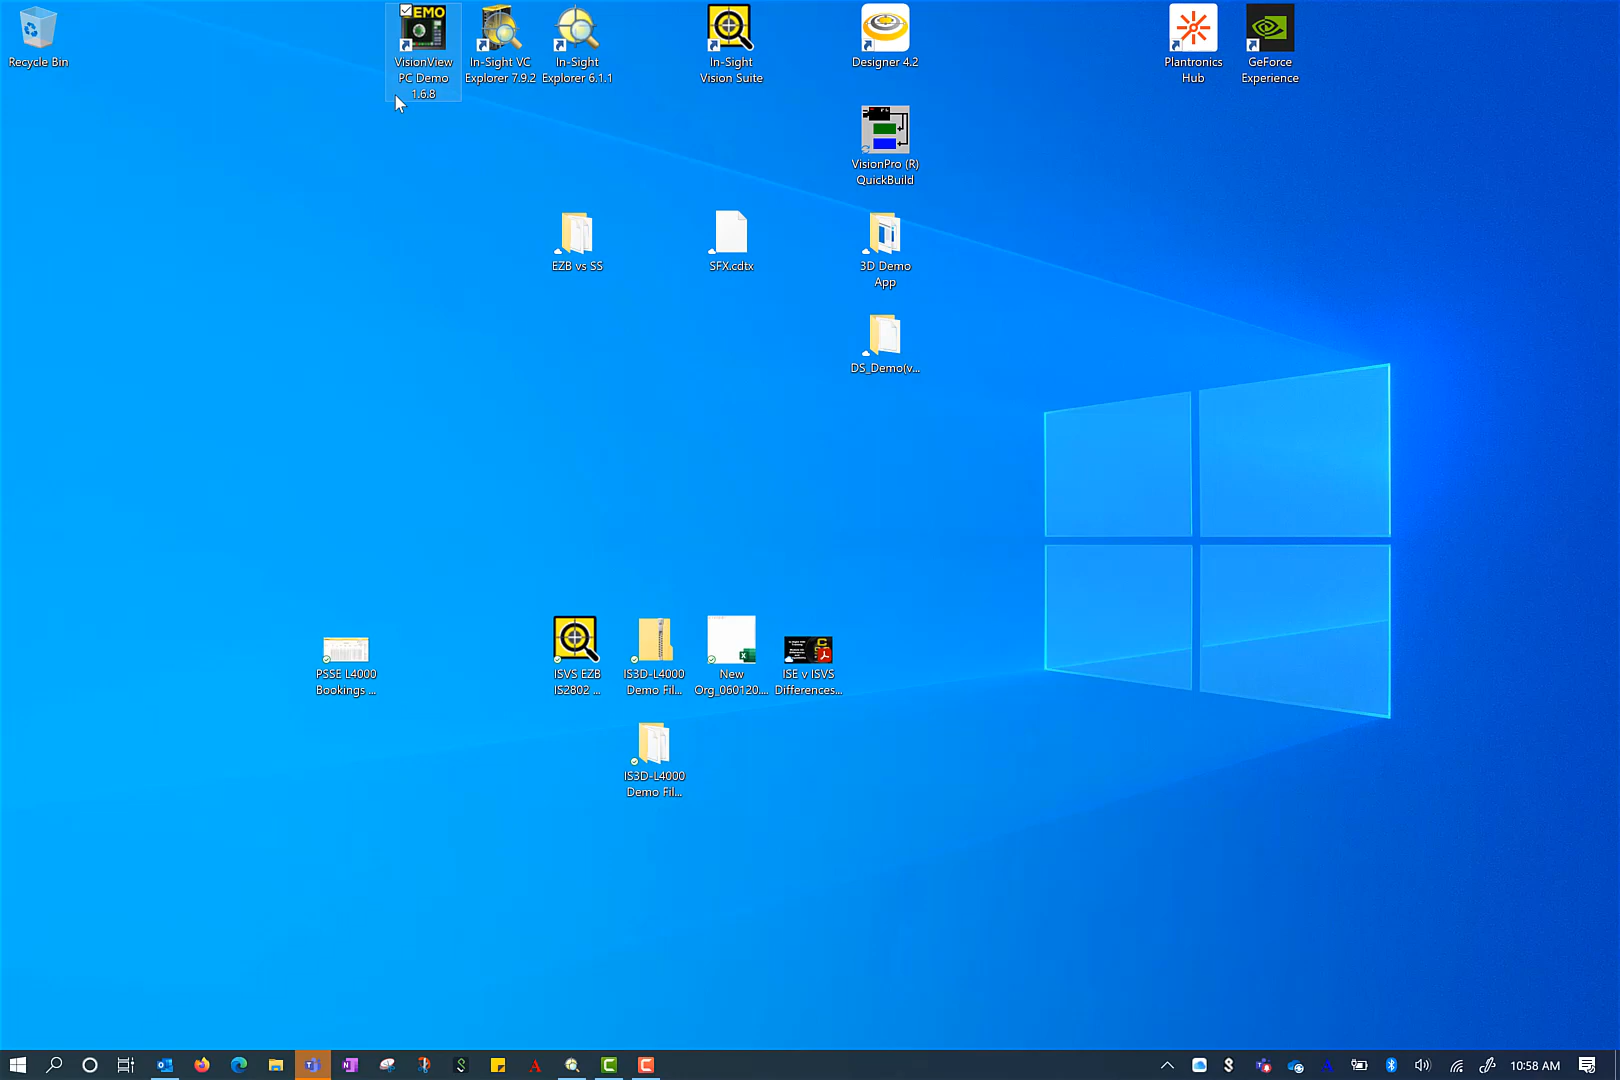 Recycle Bin
EMO
VisionView
PC Demo
1.6.8
In-Sight VC
Explorer 7.9.2
In-Sight
Explorer 6.1.1
In-Sight
Vision Suite
Designer 4.2
Plantronics
Hub
GeForce
Experience
VisionPro (R)
QuickBuild
EZB vs SS
SFX.cdtx
3D Demo
App
DS_Demo(v...
PSSE L4000
Bookings ...
ISVS EZB
IS2802 ...
IS3D-L4000
Demo Fil...
New
Org_060120....
ISE v ISVS
Differences...
IS3D-L4000
Demo Fil...
10:58 AM